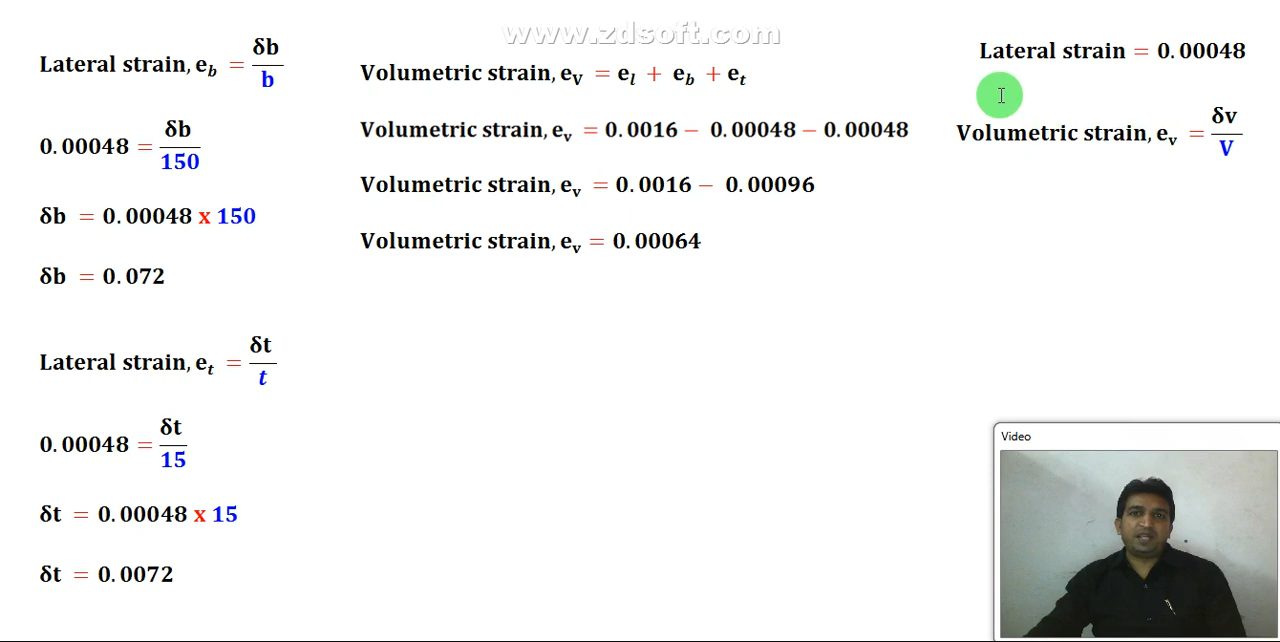 www.zdsoft.com
Lateral strain, e_b = δb/b
0.00048 = δb/150
δb = 0.00048 x 150
δb = 0.072
Lateral strain, e_t = δt/t
0.00048 = δt/15
δt = 0.00048 x 15
δt = 0.0072
Volumetric strain, e_v = e_l + e_b + e_t
Volumetric strain, e_v = 0.0016 − 0.00048 − 0.00048
Volumetric strain, e_v = 0.0016 − 0.00096
Volumetric strain, e_v = 0.00064
Lateral strain = 0.00048
Volumetric strain, e_v = δv/V
Video